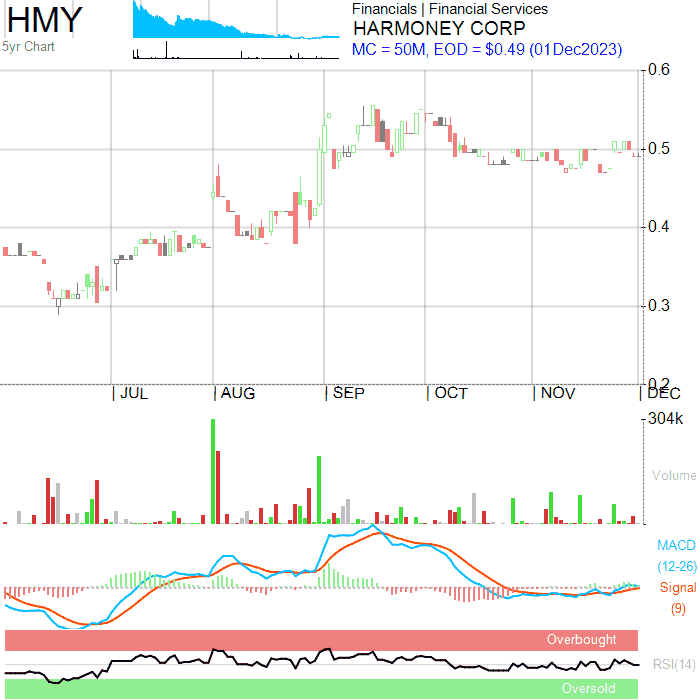 HMY
Financials | Financial Services
HARMONEY CORP
5yr Chart
MC = 50M, EOD = $0.49 (01Dec2023)
0.6
0.5
0.4
0.3
0.2
JUL AUG SEP OCT NOV DEC
304k
Volume
MACD
(12-26)
Signal
(9)
Overbought
RSI(14)
Oversold